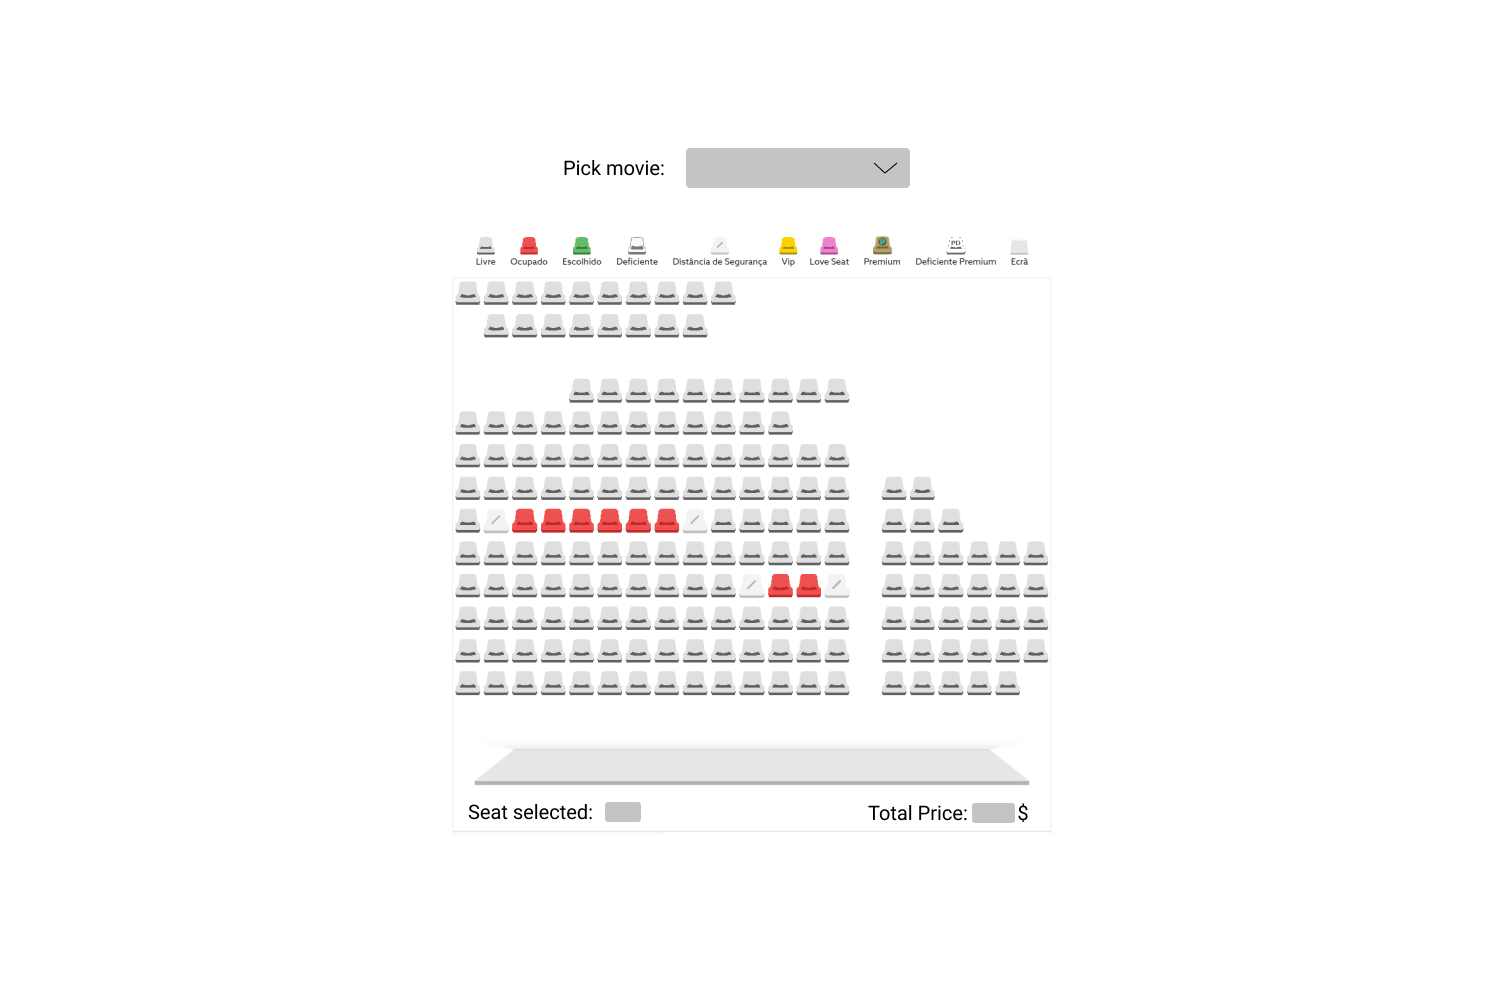 Pick movie:
Livre Ocupado Escolhido Deficiente Distância de Segurança Vip Love Seat Premium Deficiente Premium Ecrã
P PD
Seat selected: Total Price: $